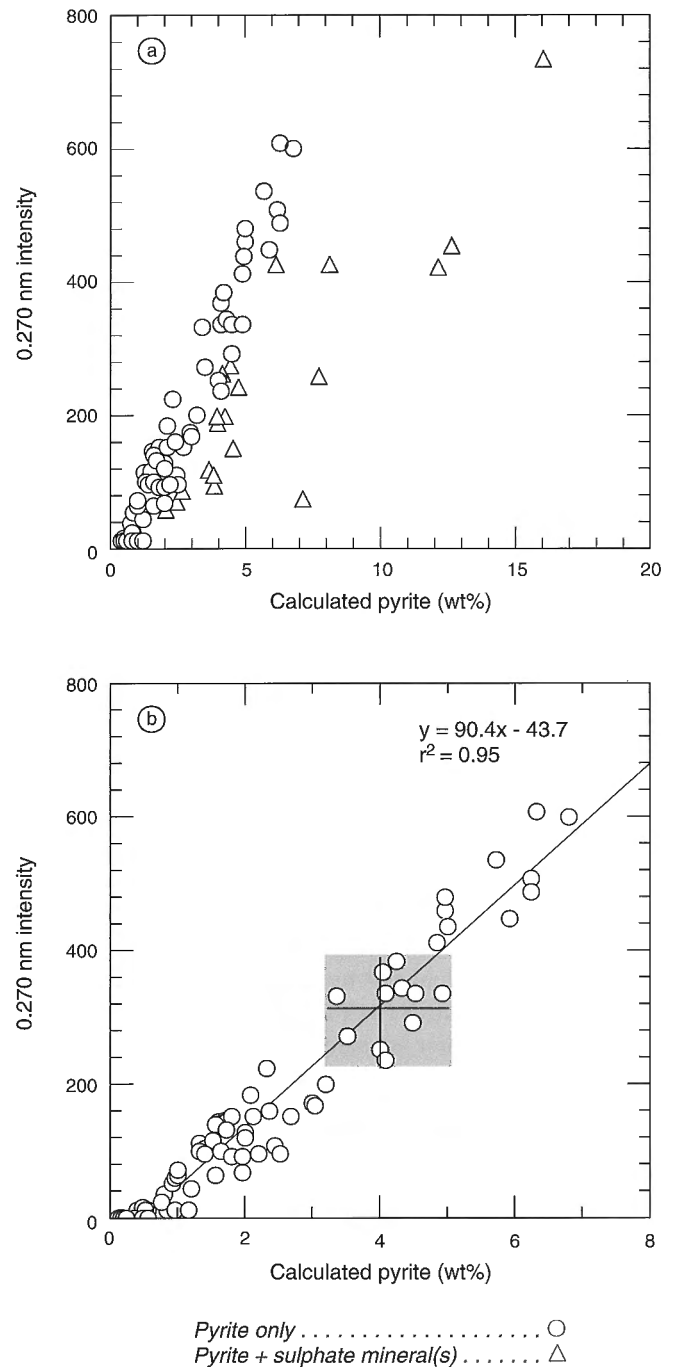 800
a
600
0.270 nm intensity
400
200
0
0 5 10 15 20
Calculated pyrite (wt%)
800
b
y = 90.4x - 43.7
r² = 0.95
600
0.270 nm intensity
400
200
0
0 2 4 6 8
Calculated pyrite (wt%)
Pyrite only . . . . . . . . . . . . . . . . . . . . .
Pyrite + sulphate mineral(s) . . . . . . .